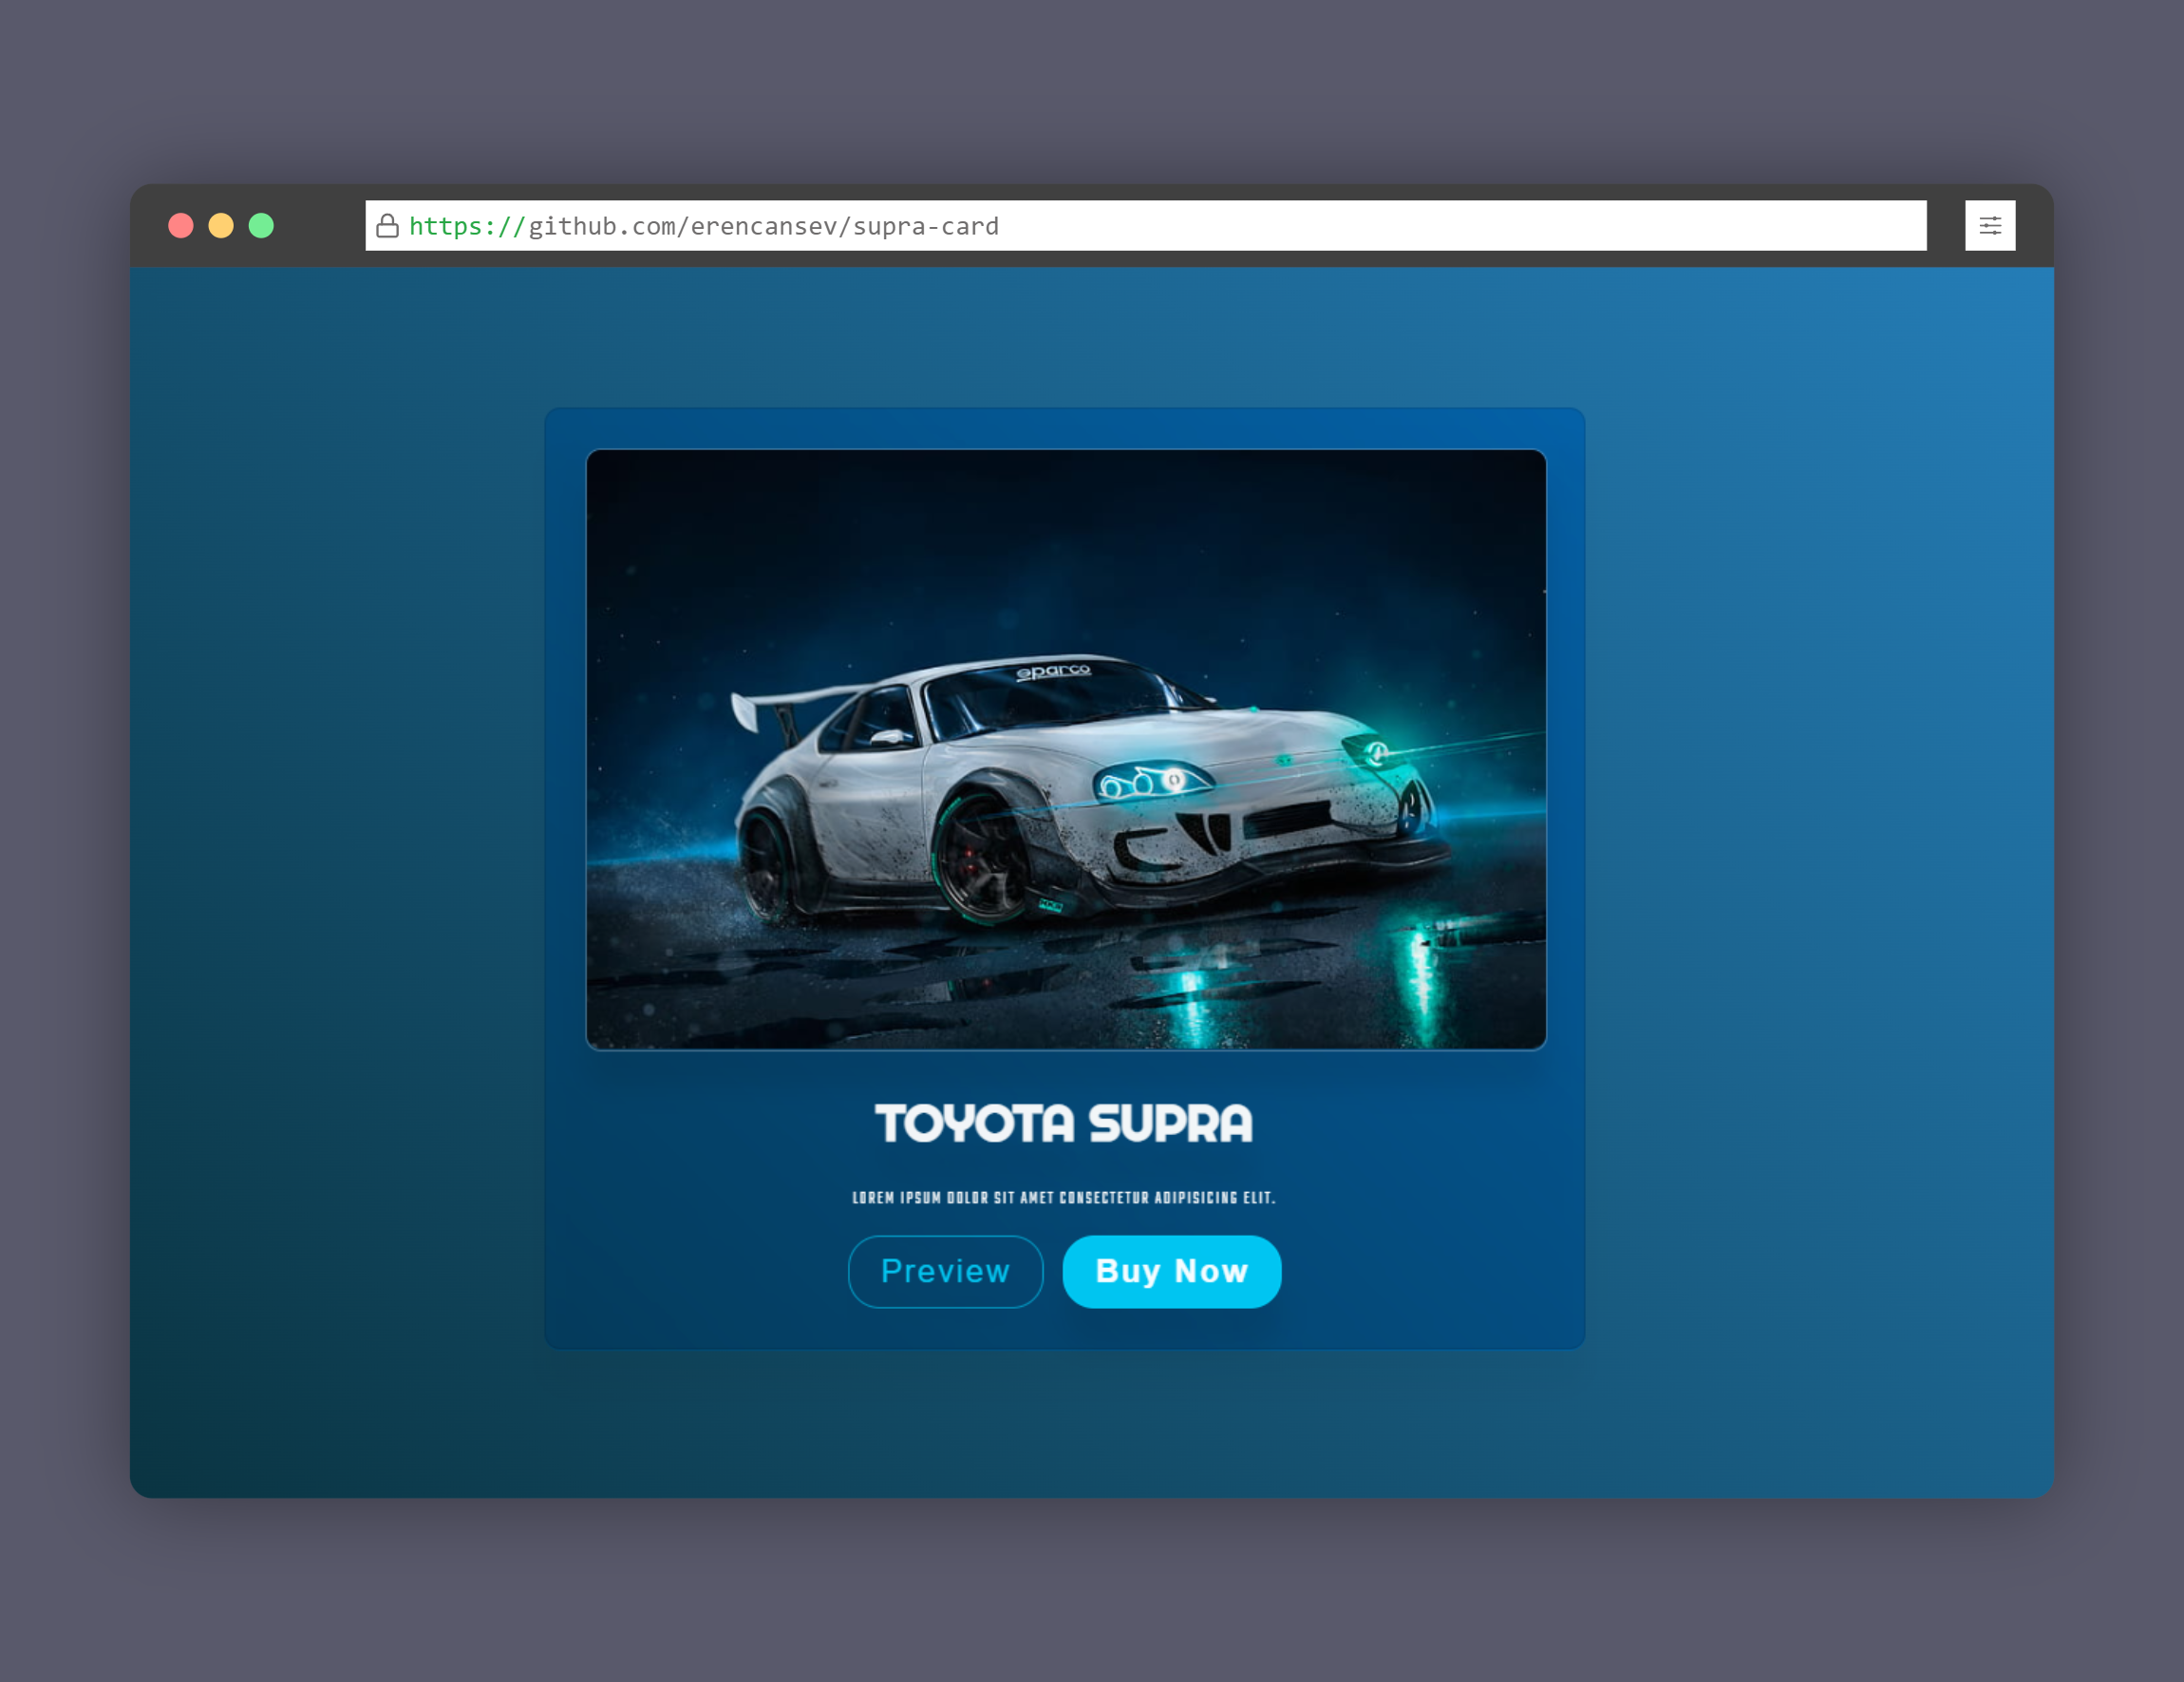 https://github.com/erencansev/supra-card
eparco
TOYOTA SUPRA
LOREM IPSUM DOLOR SIT AMET CONSECTETUR ADIPISICING ELIT.
Preview
Buy Now